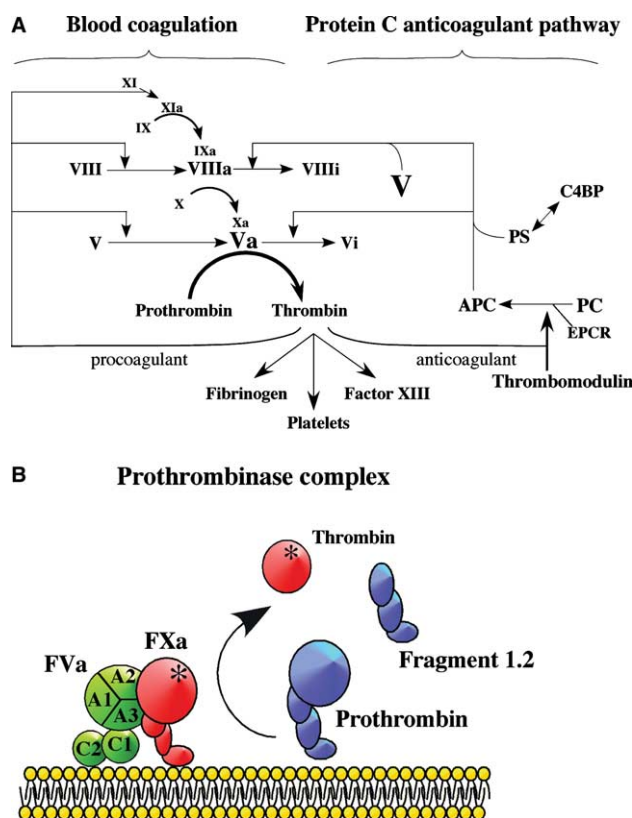 A
Blood coagulation Protein C anticoagulant pathway
XI
XIa
IX
IXa
VIII VIIIa VIIIi
V
C4BP
X
Xa
PS
V Va Vi
Prothrombin Thrombin APC PC
EPCR
procoagulant anticoagulant
Thrombomodulin
Fibrinogen Factor XIII
Platelets
B Prothrombinase complex
Thrombin
*
FXa
FVa
*
Fragment 1.2
A2
A1
A3
Prothrombin
C2 C1